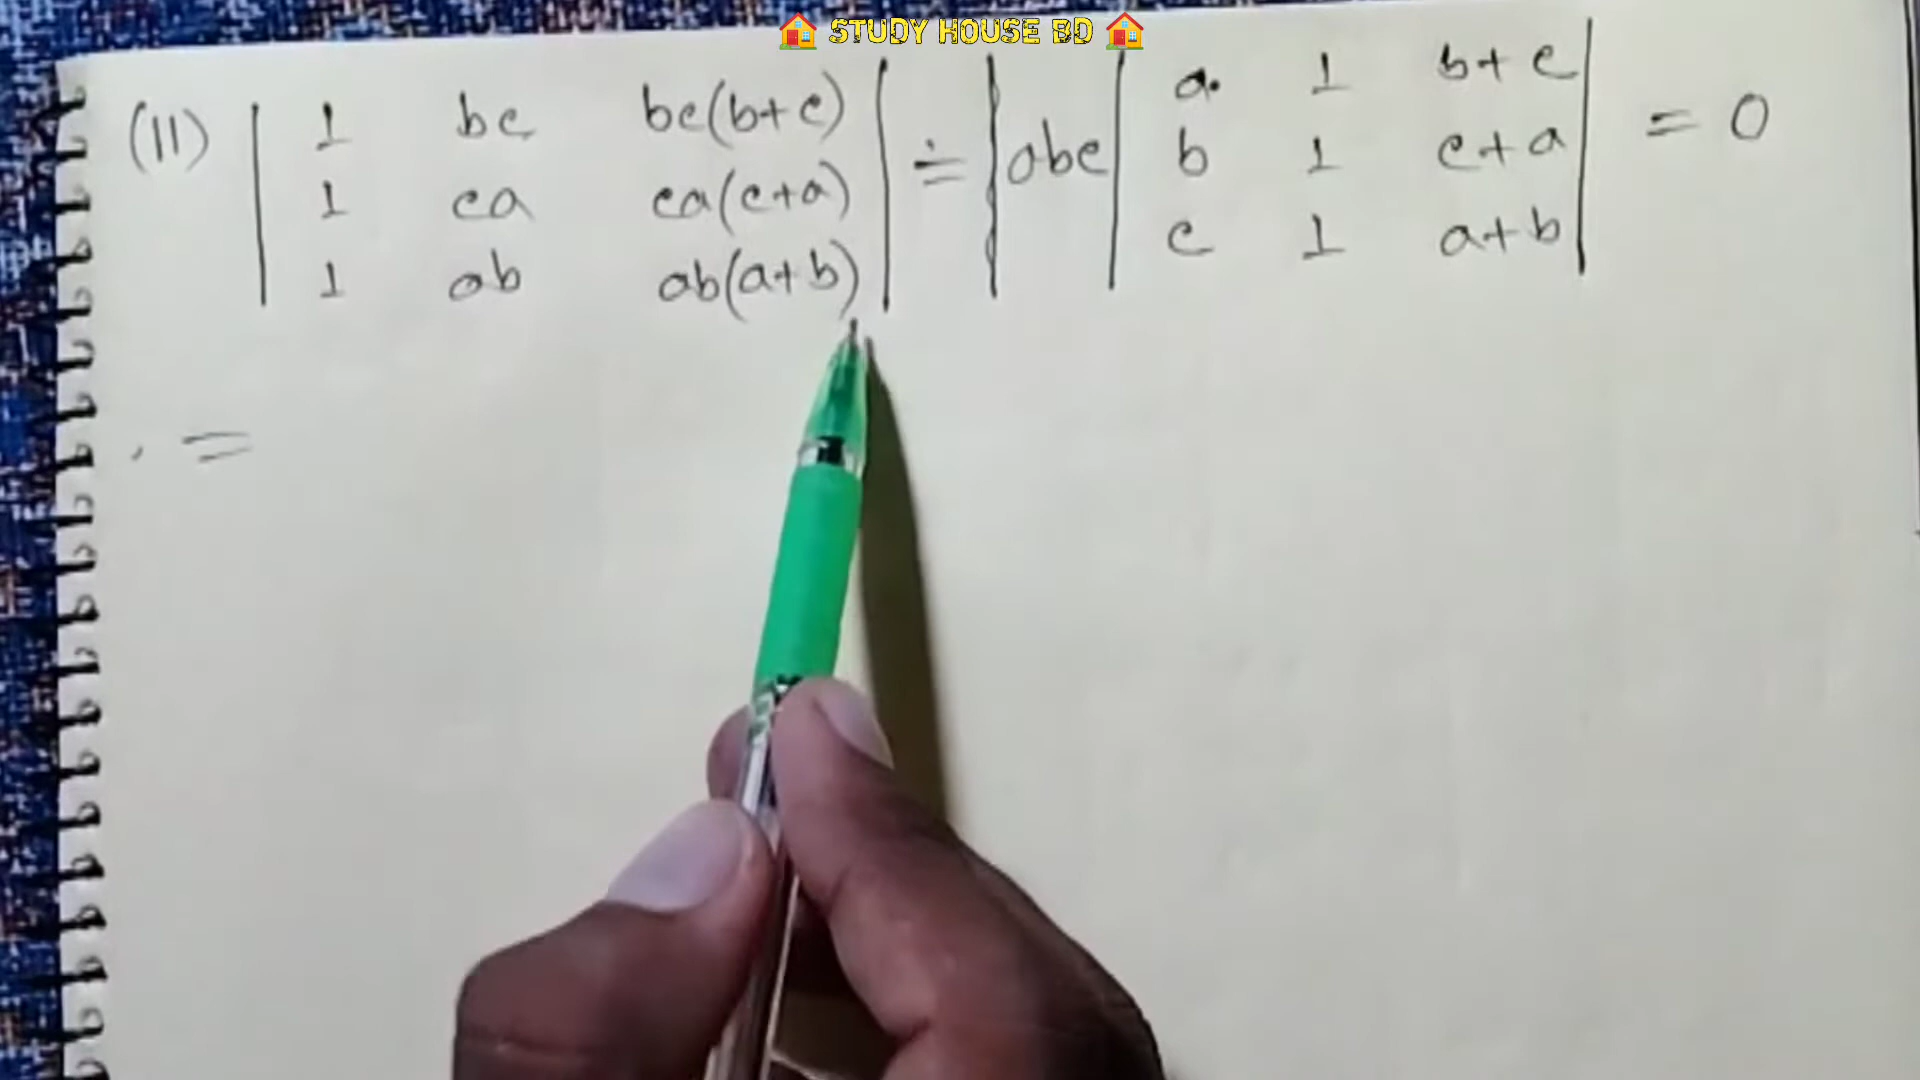 🏠 STUDY HOUSE BD 🏠
(11) | 1 bc bc(b+c) | ≐ | abc | a 1 b+c | = 0
| 1 ca ca(c+a) | b 1 c+a |
| 1 ab ab(a+b) | c 1 a+b |
. =